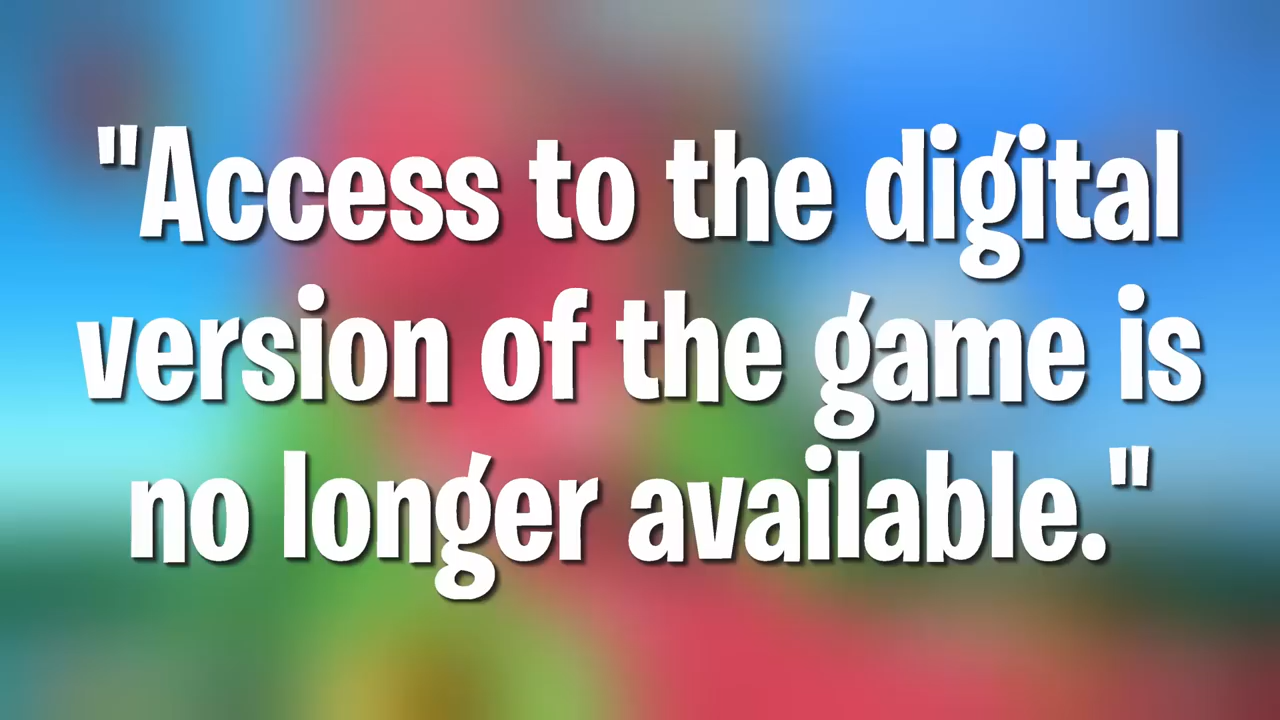 "Access to the digital
version of the game is
no longer available."